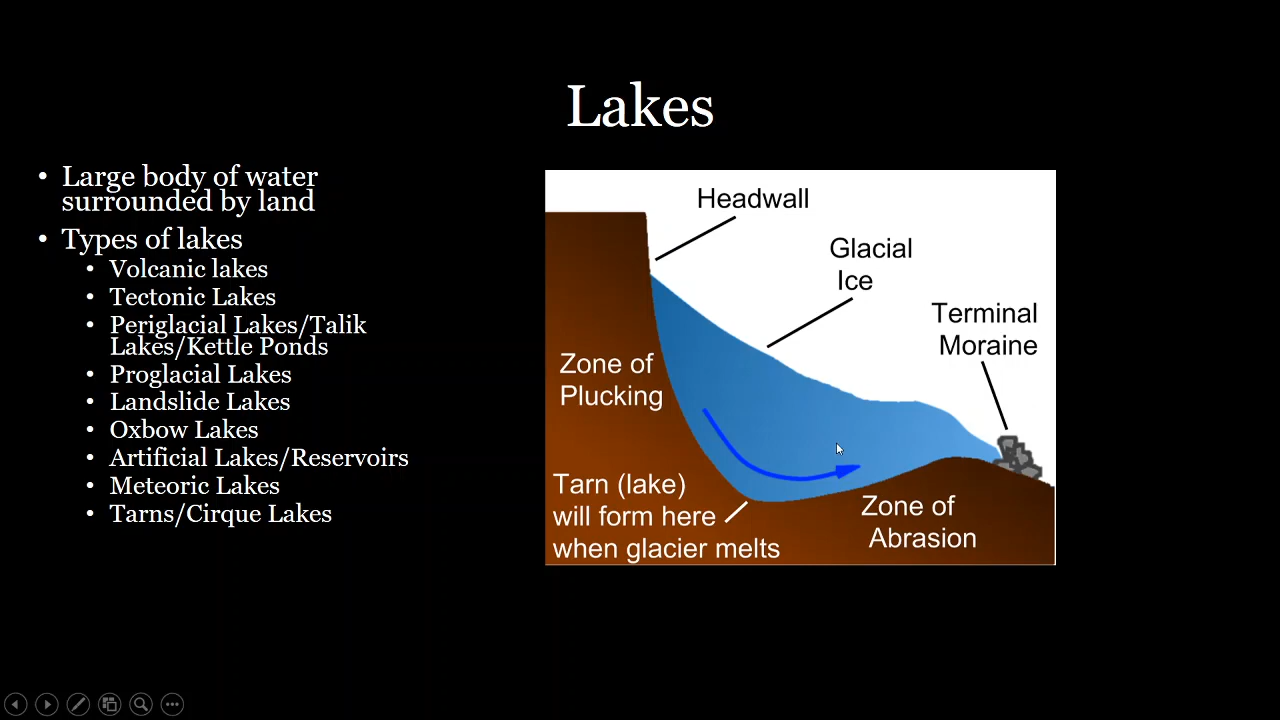 Lakes
• Large body of water
surrounded by land
• Types of lakes
• Volcanic lakes
• Tectonic Lakes
• Periglacial Lakes/Talik
Lakes/Kettle Ponds
• Proglacial Lakes
• Landslide Lakes
• Oxbow Lakes
• Artificial Lakes/Reservoirs
• Meteoric Lakes
• Tarns/Cirque Lakes
Headwall
Glacial
Ice
Terminal
Moraine
Zone of
Plucking
Tarn (lake)
will form here
when glacier melts
Zone of
Abrasion